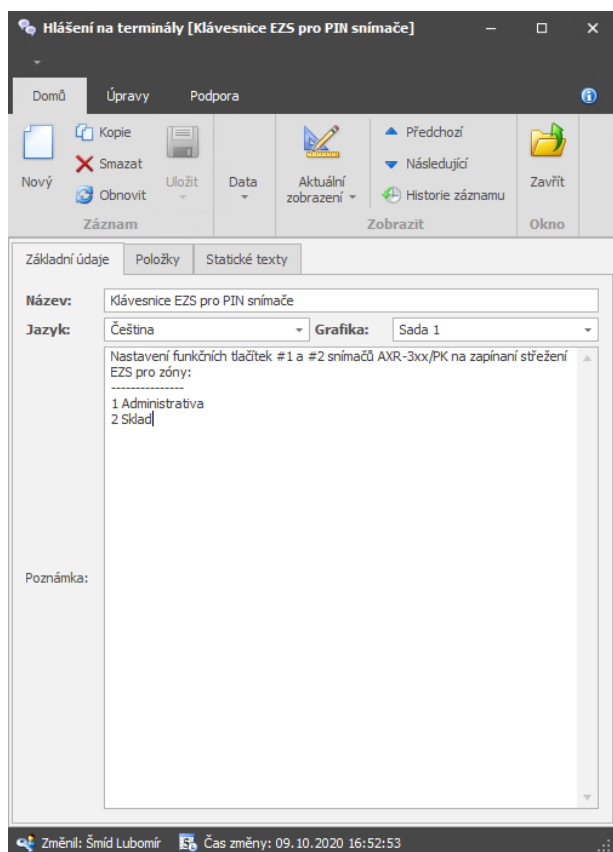 Hlášení na terminály [Klávesnice EZS pro PIN snímače]
Domů Úpravy Podpora
Nový
Kopie
Smazat
Obnovit
Uložit
Záznam
Data
Aktuální
zobrazení
Předchozí
Následující
Historie záznamu
Zobrazit
Zavřít
Okno
Základní údaje Položky Statické texty
Název: Klávesnice EZS pro PIN snímače
Jazyk: Čeština Grafika: Sada 1
Poznámka:
Nastavení funkčních tlačítek #1 a #2 snímačů AXR-3xx/PK na zapínaní střežení
EZS pro zóny:
---------------
1 Administrativa
2 Sklad
Změnil: Šmíd Lubomír Čas změny: 09.10.2020 16:52:53